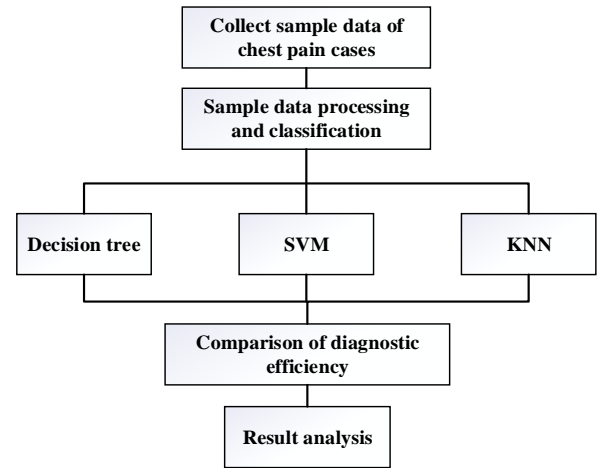 Collect sample data of
chest pain cases
Sample data processing
and classification
Decision tree
SVM
KNN
Comparison of diagnostic
efficiency
Result analysis